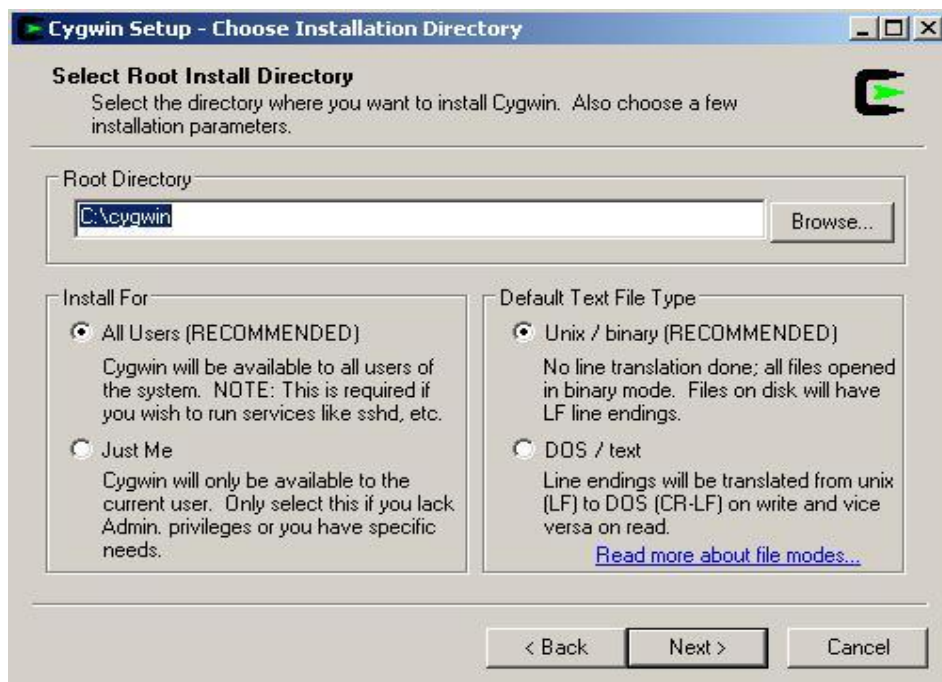 Cygwin Setup - Choose Installation Directory
Select Root Install Directory
Select the directory where you want to install Cygwin. Also choose a few
installation parameters.
Root Directory
C:\cygwin
Browse...
Install For
All Users (RECOMMENDED)
Cygwin will be available to all users of
the system. NOTE: This is required if
you wish to run services like sshd, etc.
Just Me
Cygwin will only be available to the
current user. Only select this if you lack
Admin. privileges or you have specific
needs.
Default Text File Type
Unix / binary (RECOMMENDED)
No line translation done; all files opened
in binary mode. Files on disk will have
LF line endings.
DOS / text
Line endings will be translated from unix
(LF) to DOS (CR-LF) on write and vice
versa on read.
Read more about file modes...
< Back
Next >
Cancel